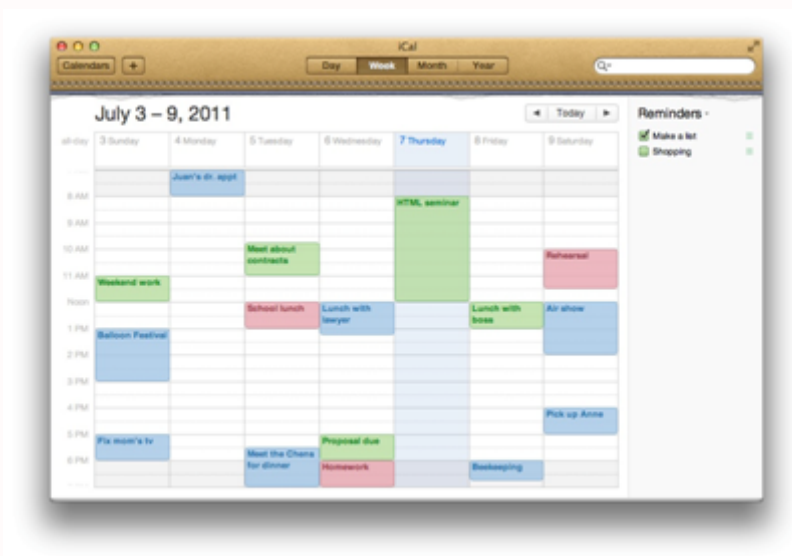 iCal
Calendars +
Day Week Month Year
July 3 – 9, 2011
Today
Reminders
all-day 3 Sunday 4 Monday 5 Tuesday 6 Wednesday 7 Thursday 8 Friday 9 Saturday
Make a list
Shopping
Juan's dr. appt
8 AM
HTML seminar
9 AM
10 AM
Meet about
contracts
Rehearsal
11 AM
Weekend work
Noon
School lunch
Lunch with
lawyer
Lunch with
boss
Air show
1 PM
Balloon Festival
2 PM
3 PM
4 PM
Pick up Anna
5 PM
Fix mom's tv
Proposal due
Meet the Chens
for dinner
6 PM
Homework
Beekeeping